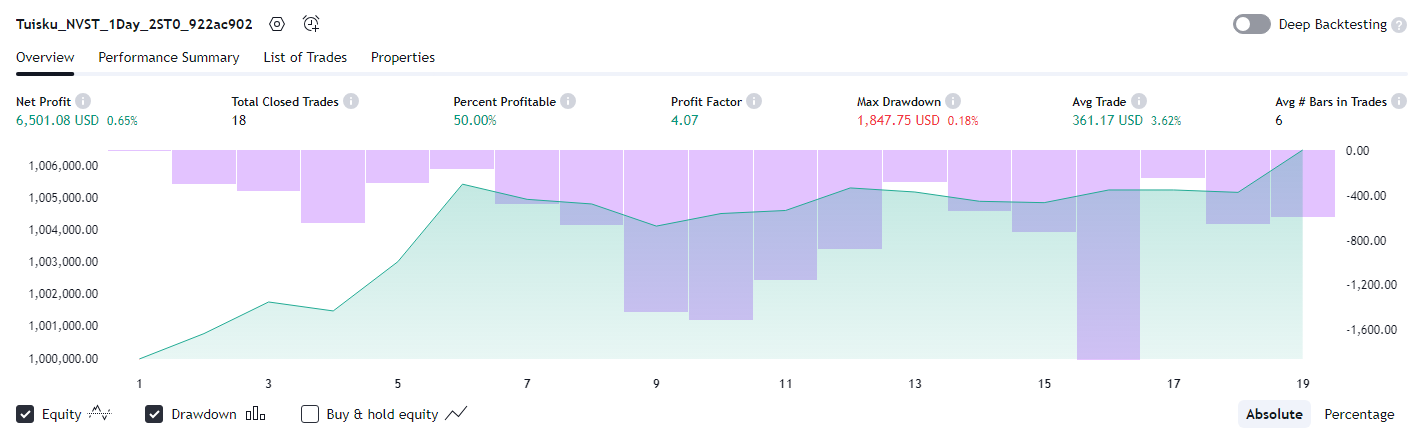 Tuisku_NVST_1Day_2ST0_922ac902
Deep Backtesting ?
Overview Performance Summary List of Trades Properties
Net Profit i Total Closed Trades i Percent Profitable i Profit Factor i Max Drawdown i Avg Trade i Avg # Bars in Trades i
6,501.08 USD 0.65% 18 50.00% 4.07 1,847.75 USD 0.18% 361.17 USD 3.62% 6
0.00
1,006,000.00
1,005,000.00 -400.00
1,004,000.00
-800.00
1,003,000.00
-1,200.00
1,002,000.00
1,001,000.00 -1,600.00
1,000,000.00
1 3 5 7 9 11 13 15 17 19
Equity Drawdown Buy & hold equity Absolute Percentage